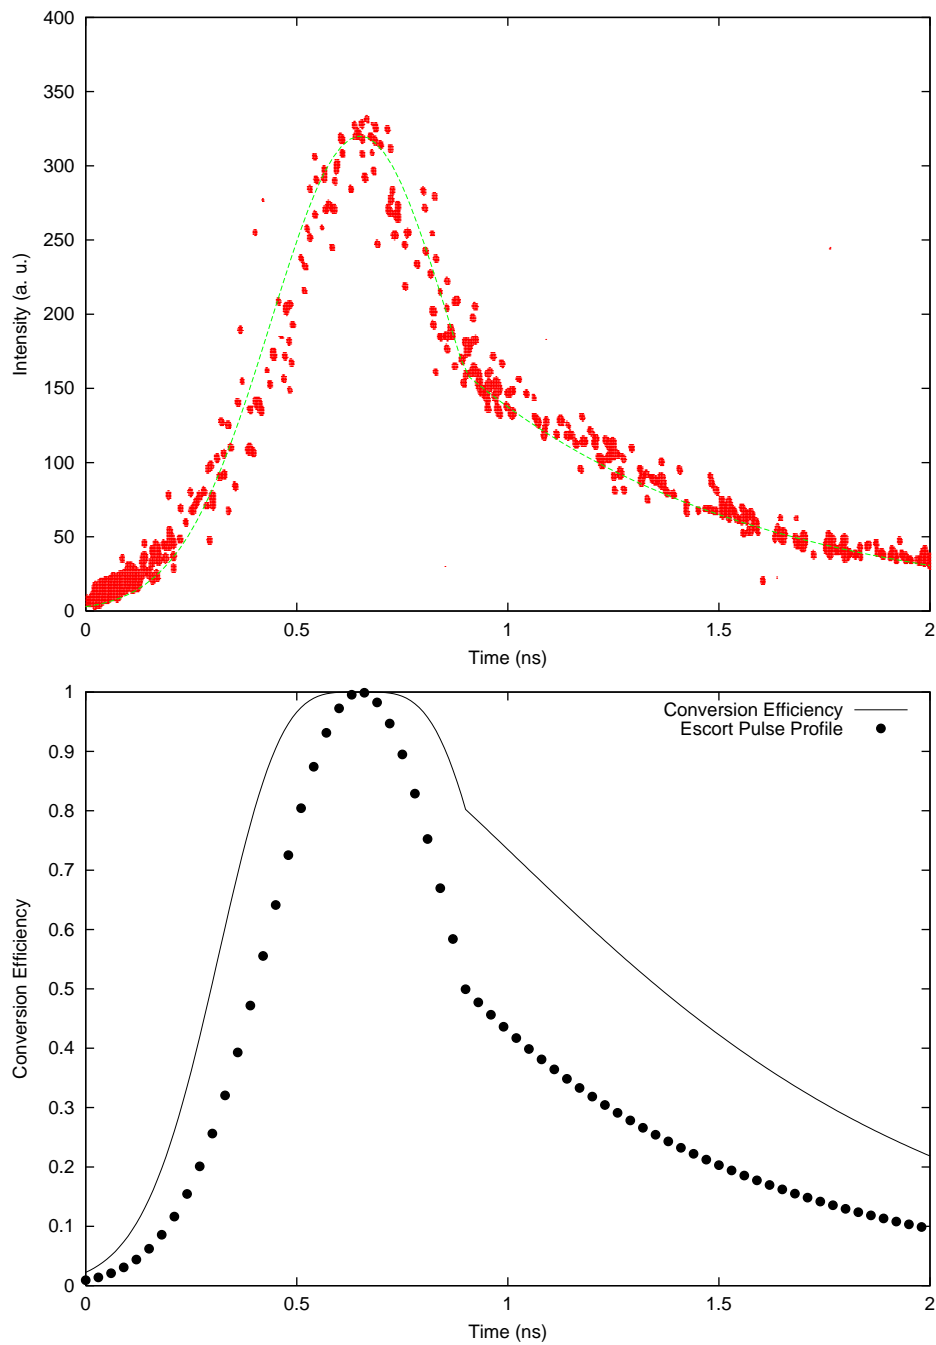 400
350
300
250
200
150
100
50
0
Intensity (a. u.)
0 0.5 1 1.5 2
Time (ns)
1
0.9
0.8
0.7
0.6
0.5
0.4
0.3
0.2
0.1
0
Conversion Efficiency
Conversion Efficiency
Escort Pulse Profile
0 0.5 1 1.5 2
Time (ns)